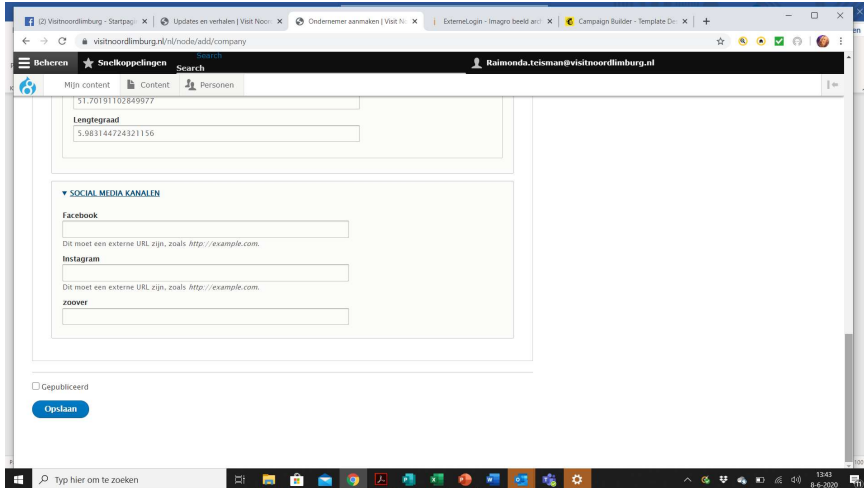 (2) Visitnoordlimburg - Startpagi
Updates en verhalen | Visit Noor
Ondernemer aanmaken | Visit N
ExterneLogin - Imagro beeld arch
Campaign Builder - Template De
visitnoordlimburg.nl/nl/node/add/company
Beheren
Snelkoppelingen
Search
Search
Raimonda.teisman@visitnoordlimburg.nl
Mijn content
Content
Personen
51.70191102849977
Lengtegraad
5.983144724321156
SOCIAL MEDIA KANALEN
Facebook
Dit moet een externe URL zijn, zoals http://example.com.
Instagram
Dit moet een externe URL zijn, zoals http://example.com.
zoover
Gepubliceerd
Opslaan
Typ hier om te zoeken
13:43
8-6-2020